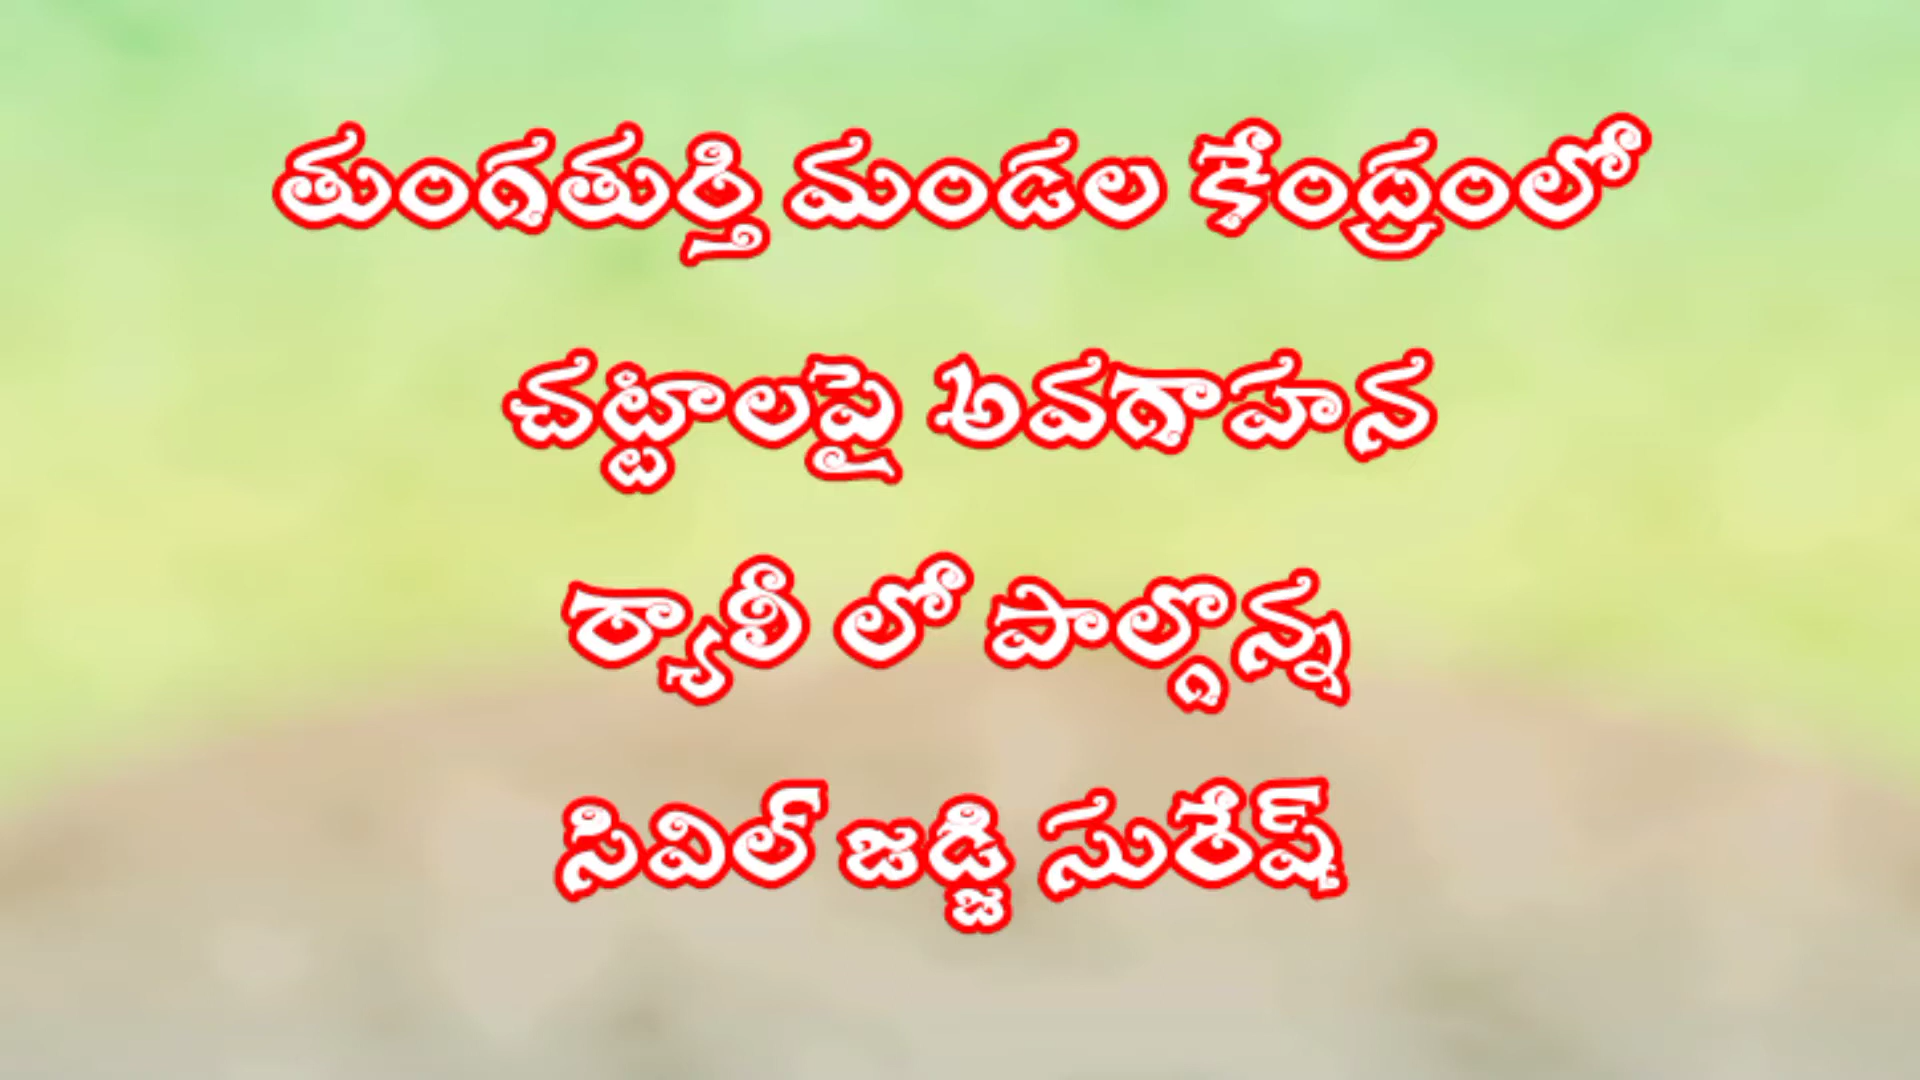 తుంగతుర్తి మండల కేంద్రంలో
చట్టాలపై అవగాహన
ర్యాలీ లో పాల్గొన్న
సివిల్ జడ్జి సురేష్